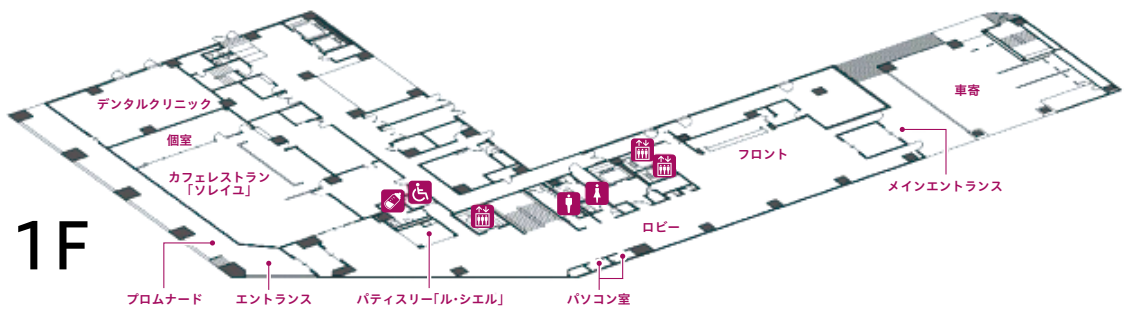 デンタルクリニック
個室
カフェレストラン
「ソレイユ」
車寄
フロント
メインエントランス
ロビー
1F
プロムナード
エントランス
パティスリー「ル・シエル」
パソコン室